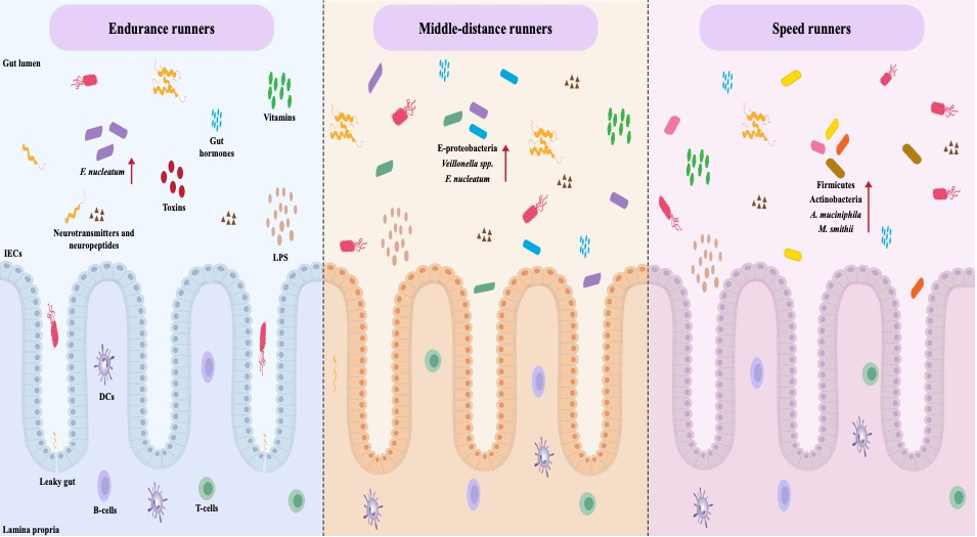 Endurance runners
Middle-distance runners
Speed runners
Gut lumen
Vitamins
Gut
hormones
F. nucleatum
Toxins
Neurotransmitters and
neuropeptides
IECs
LPS
DCs
Leaky gut
B-cells
T-cells
Lamina propria
E-proteobacteria
Veillonella spp.
F. nucleatum
Firmicutes
Actinobacteria
A. muciniphila
M. smithii